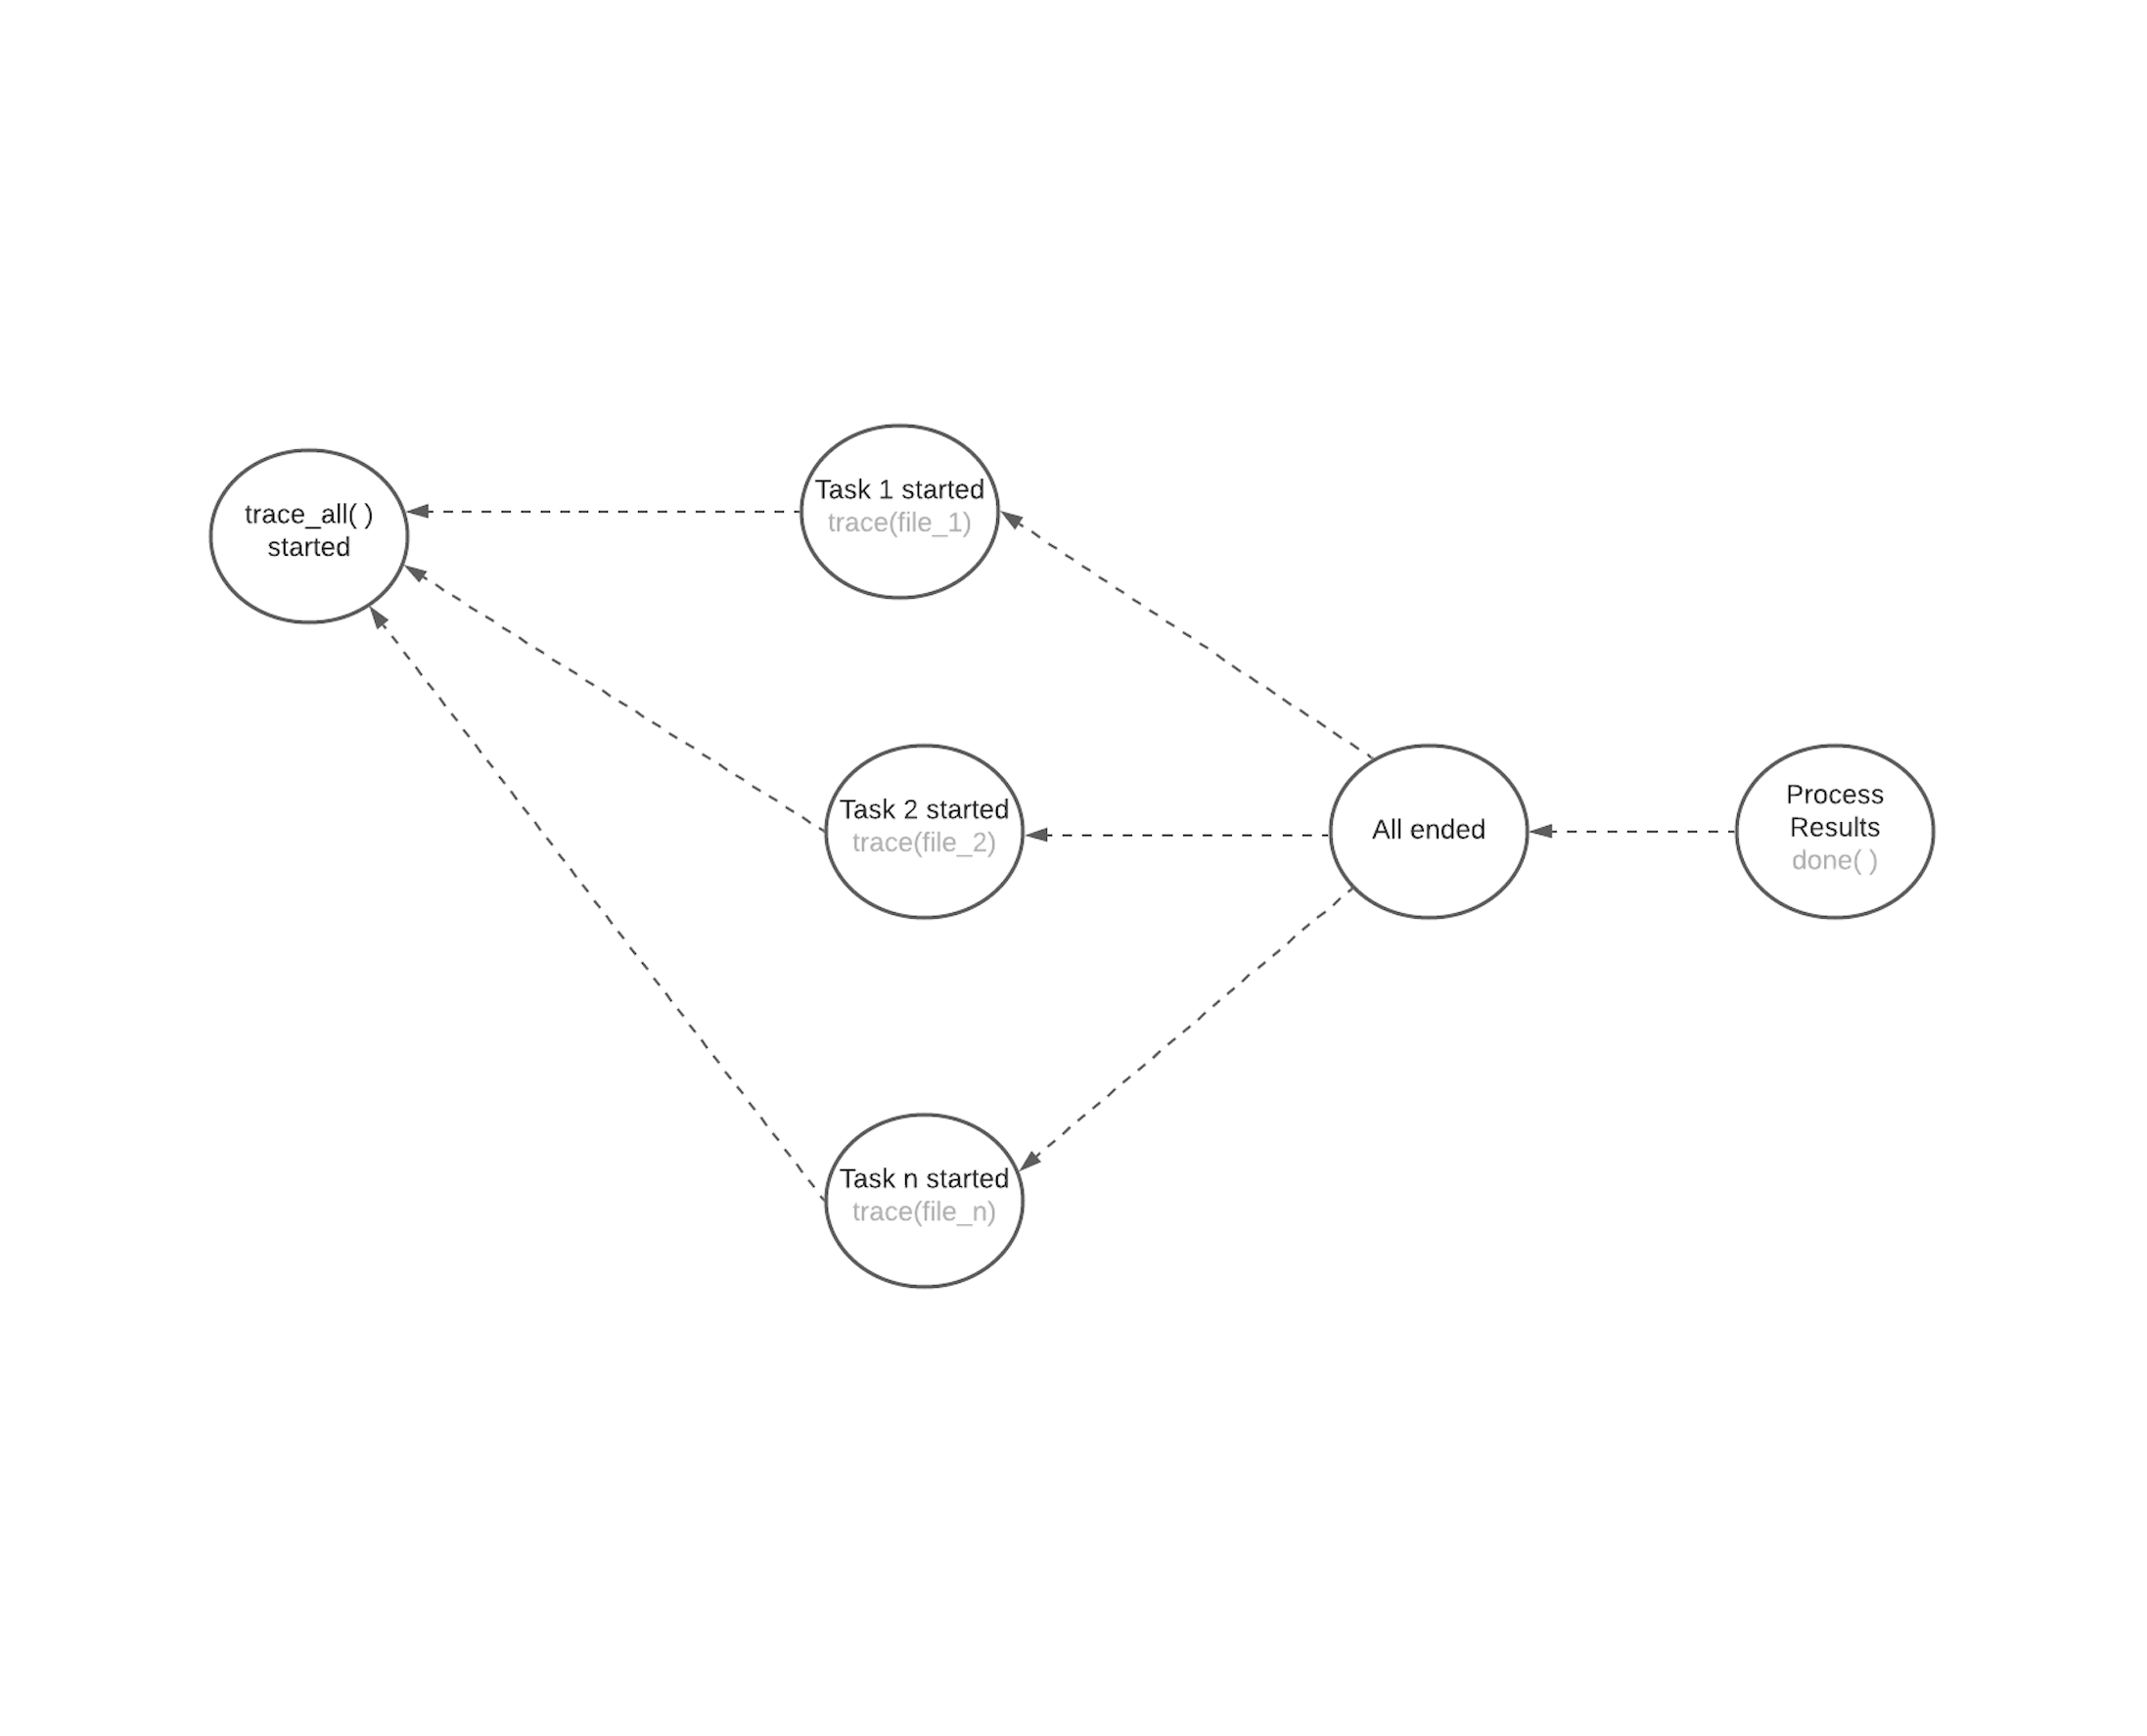 trace_all( )
started
Task 1 started
trace(file_1)
Task 2 started
trace(file_2)
Task n started
trace(file_n)
All ended
Process
Results
done( )